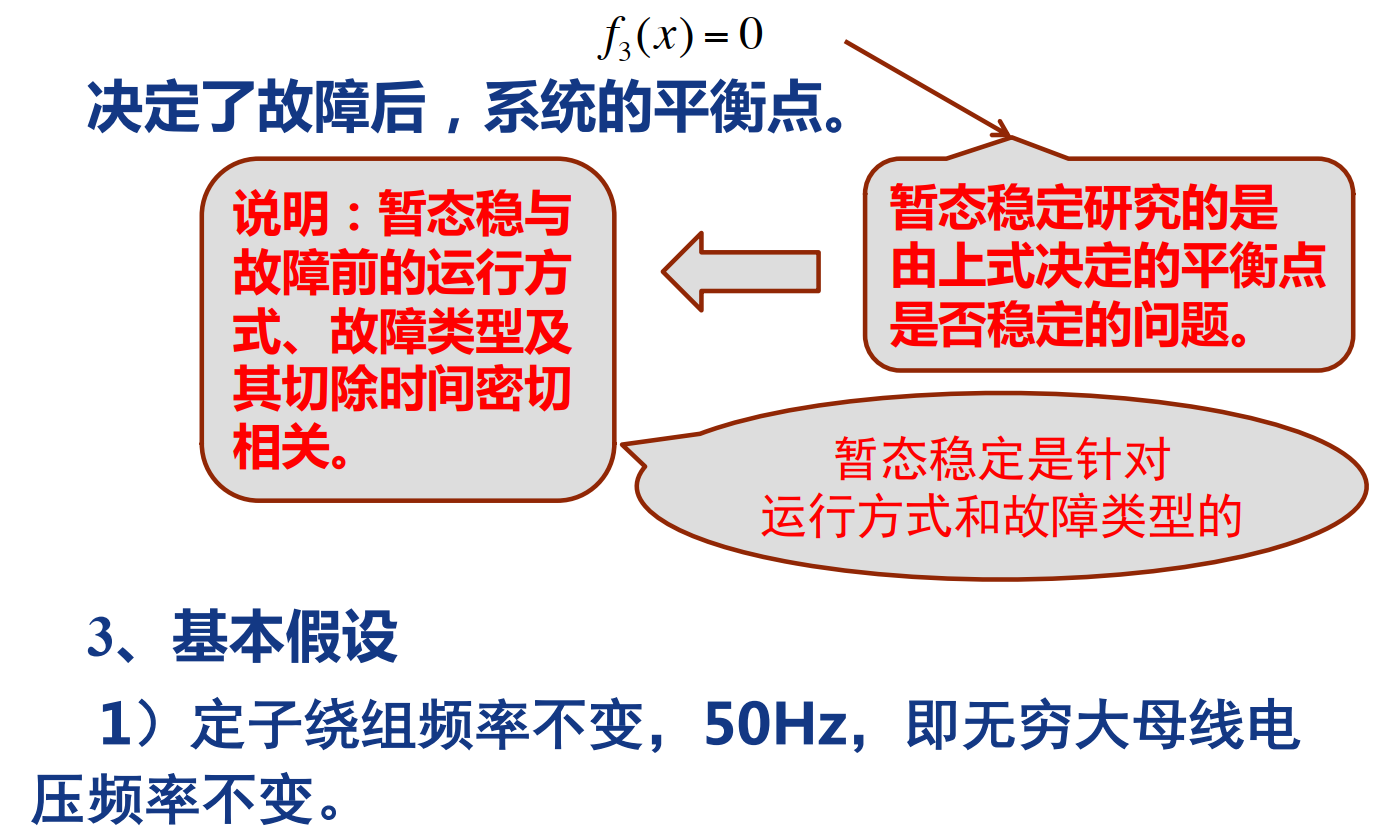 f₃(x) = 0
决定了故障后，系统的平衡点。
说明：暂态稳与
故障前的运行方
式、故障类型及
其切除时间密切
相关。
暂态稳定研究的是
由上式决定的平衡点
是否稳定的问题。
暂态稳定是针对
运行方式和故障类型的
3、基本假设
1）定子绕组频率不变，50Hz，即无穷大母线电
压频率不变。